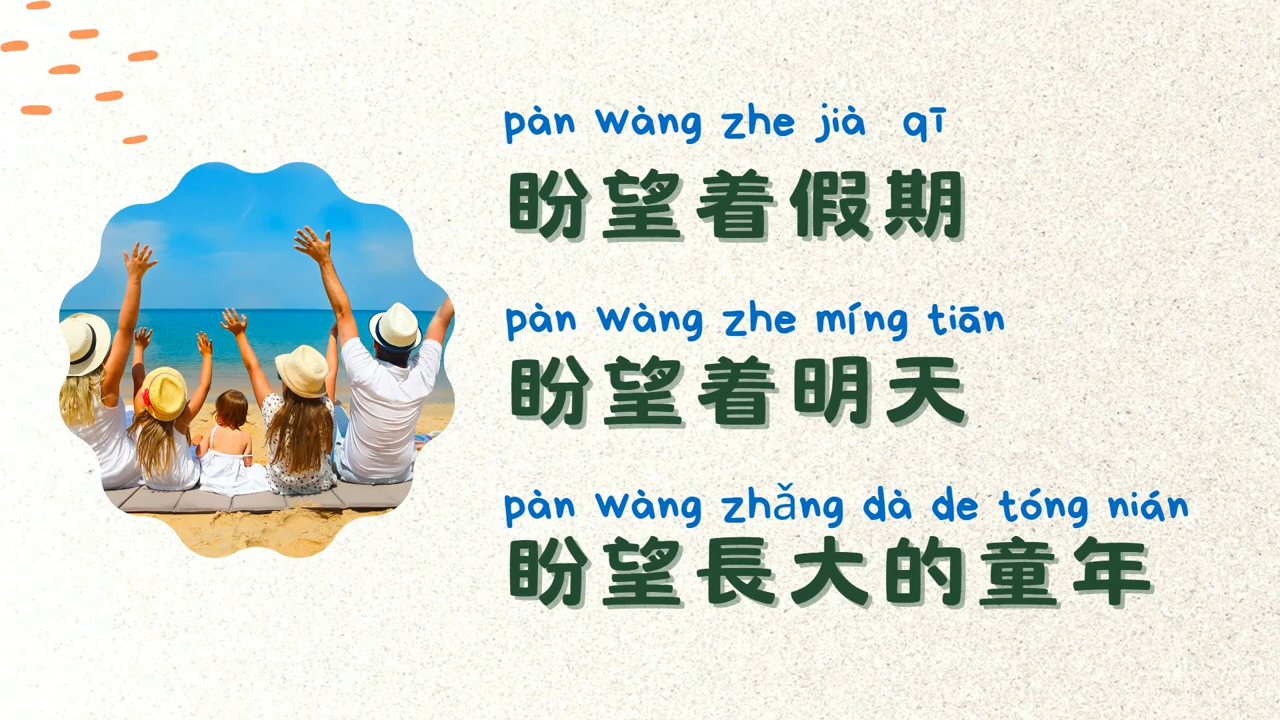 pàn wàng zhe jià qī
盼望着假期
pàn wàng zhe míng tiān
盼望着明天
pàn wàng zhǎng dà de tóng nián
盼望長大的童年